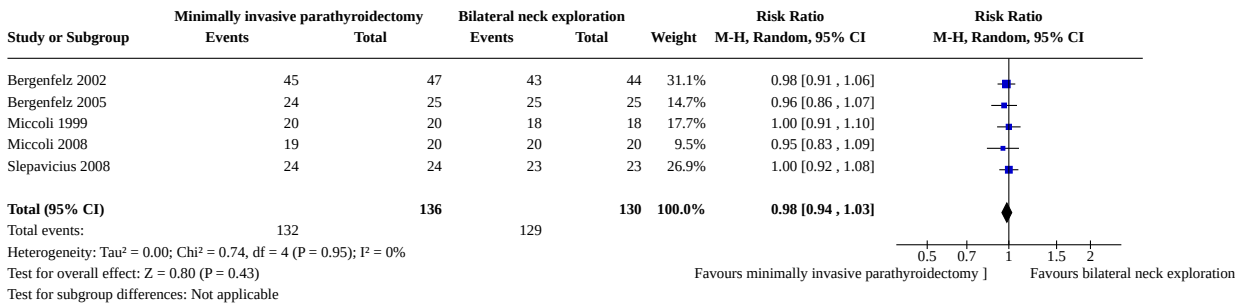 Minimally invasive parathyroidectomy Bilateral neck exploration Risk Ratio Risk Ratio
Study or Subgroup Events Total Events Total Weight M-H, Random, 95% CI M-H, Random, 95% CI
Bergenfelz 2002 45 47 43 44 31.1% 0.98 [0.91 , 1.06]
Bergenfelz 2005 24 25 25 25 14.7% 0.96 [0.86 , 1.07]
Miccoli 1999 20 20 18 18 17.7% 1.00 [0.91 , 1.10]
Miccoli 2008 19 20 20 20 9.5% 0.95 [0.83 , 1.09]
Slepavicius 2008 24 24 23 23 26.9% 1.00 [0.92 , 1.08]
Total (95% CI) 136 130 100.0% 0.98 [0.94 , 1.03]
Total events: 132 129
Heterogeneity: Tau² = 0.00; Chi² = 0.74, df = 4 (P = 0.95); I² = 0%
0.5 0.7 1 1.5 2
Test for overall effect: Z = 0.80 (P = 0.43) Favours minimally invasive parathyroidectomy ] Favours bilateral neck exploration
Test for subgroup differences: Not applicable